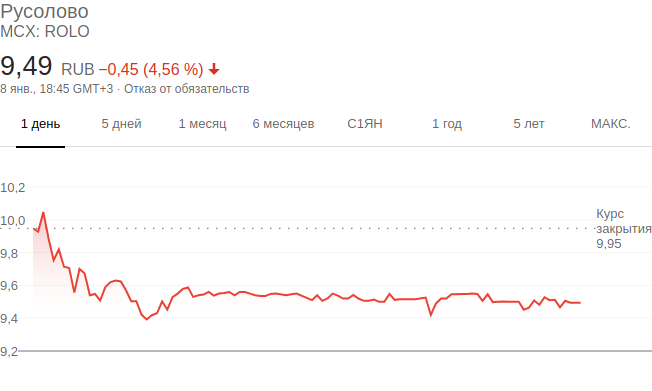 Русолово
MCX: ROLO
9,49 RUB −0,45 (4,56 %)
8 янв., 18:45 GMT+3 · Отказ от обязательств
1 день 5 дней 1 месяц 6 месяцев С1ЯН 1 год 5 лет МАКС.
10,2
10,0
9,8
9,6
9,4
9,2
Курс
закрытия
9,95